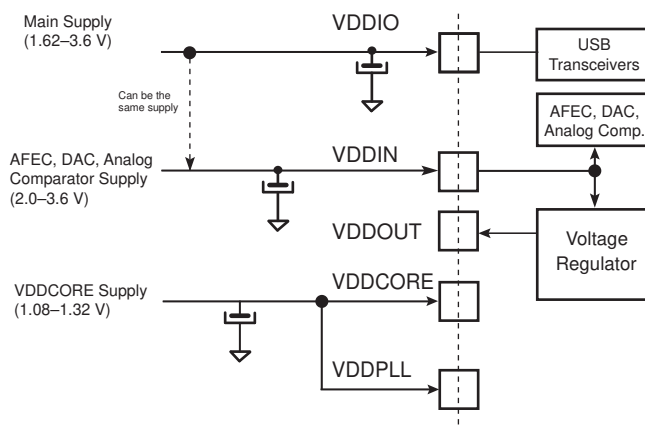 Main Supply
(1.62–3.6 V)
VDDIO
USB
Transceivers
Can be the
same supply
AFEC, DAC,
Analog Comp.
AFEC, DAC, Analog
Comparator Supply
(2.0–3.6 V)
VDDIN
VDDOUT
Voltage
Regulator
VDDCORE Supply
(1.08–1.32 V)
VDDCORE
VDDPLL